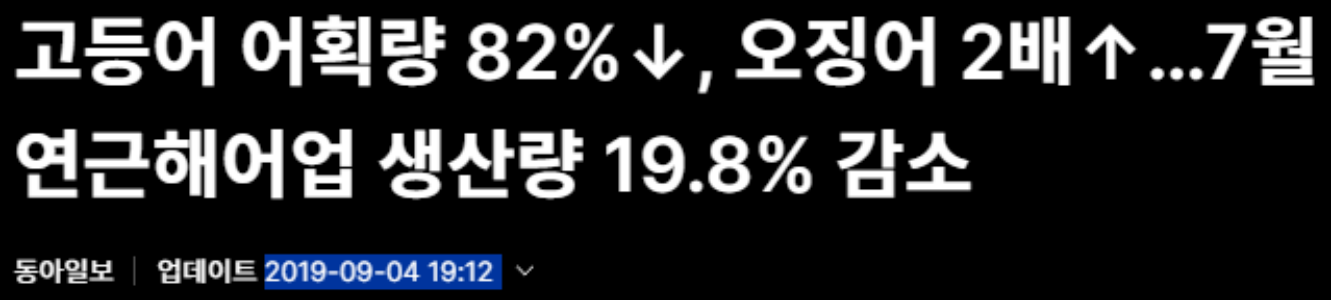 고등어 어획량 82%↓, 오징어 2배↑…7월
연근해어업 생산량 19.8% 감소
동아일보 | 업데이트 2019-09-04 19:12